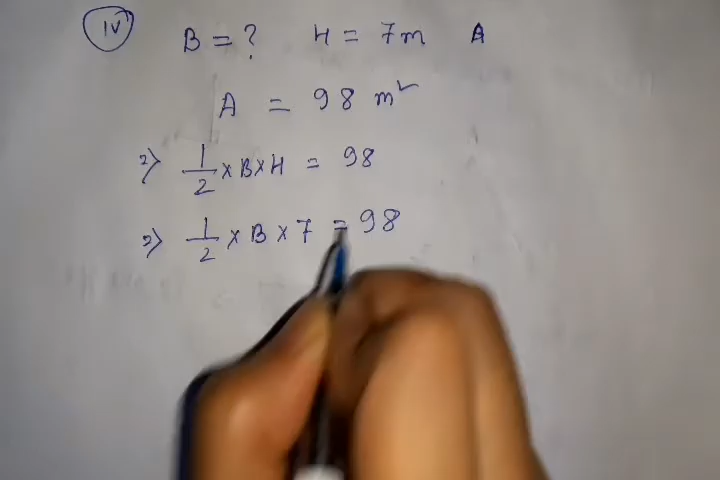 iv B = ? H = 7m A
A = 98 m²
⇒ 1/2 × B × H = 98
⇒ 1/2 × B × 7 = 98